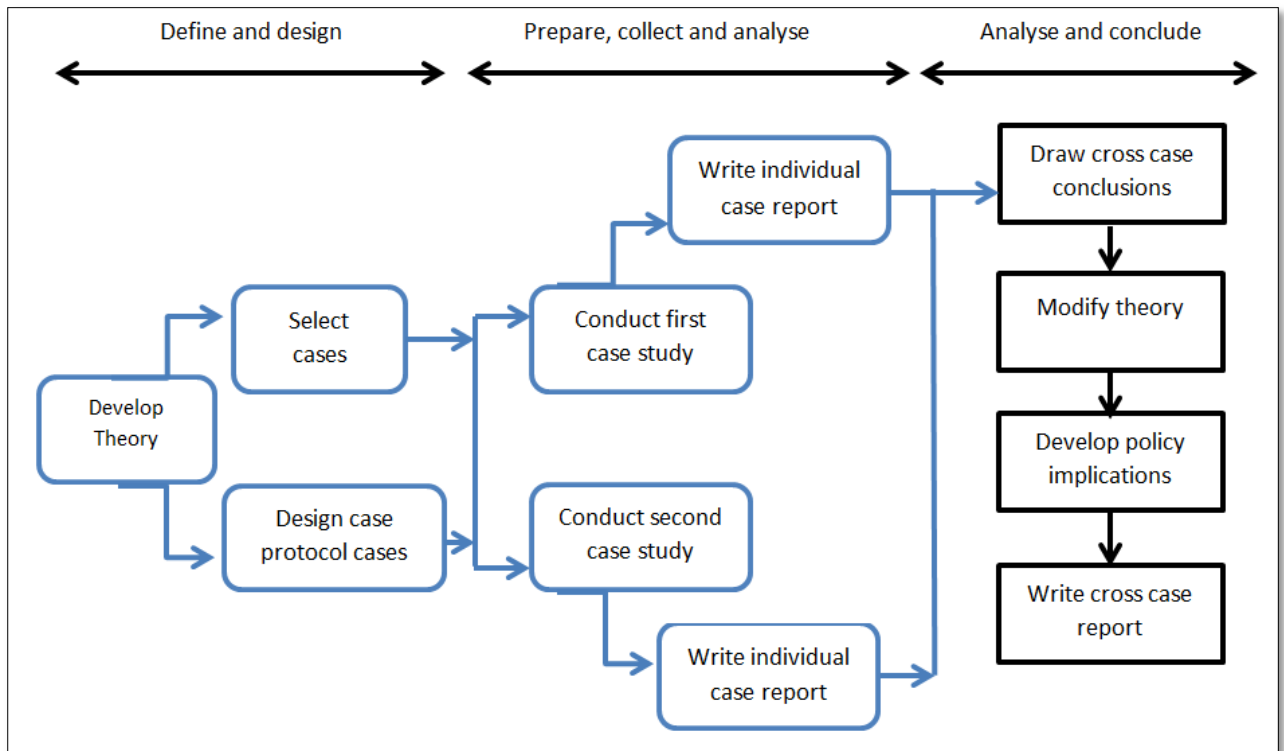 Define and design
Prepare, collect and analyse
Analyse and conclude
Develop
Theory
Select
cases
Design case
protocol cases
Conduct first
case study
Write individual
case report
Conduct second
case study
Write individual
case report
Draw cross case
conclusions
Modify theory
Develop policy
implications
Write cross case
report